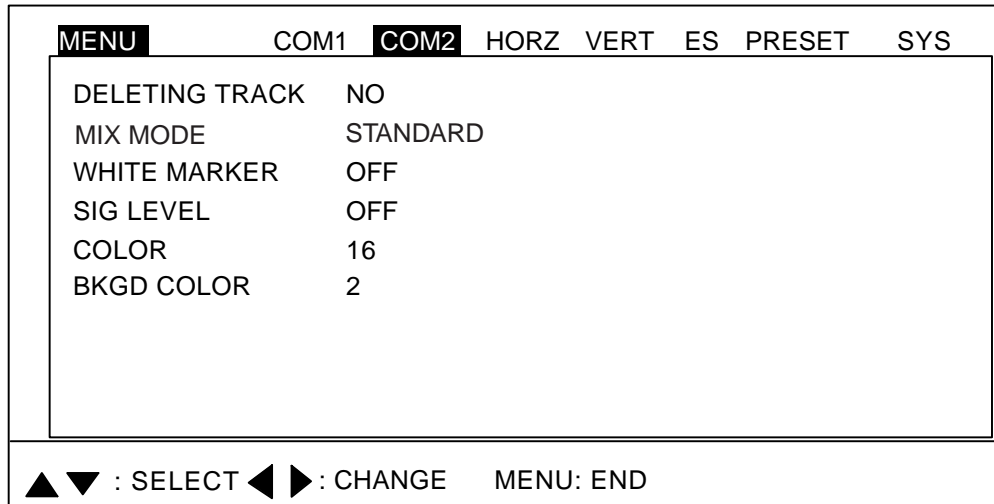 MENU COM1 COM2 HORZ VERT ES PRESET SYS
DELETING TRACK NO
MIX MODE STANDARD
WHITE MARKER OFF
SIG LEVEL OFF
COLOR 16
BKGD COLOR 2
▲ ▼ : SELECT ◀ ▶ : CHANGE MENU: END